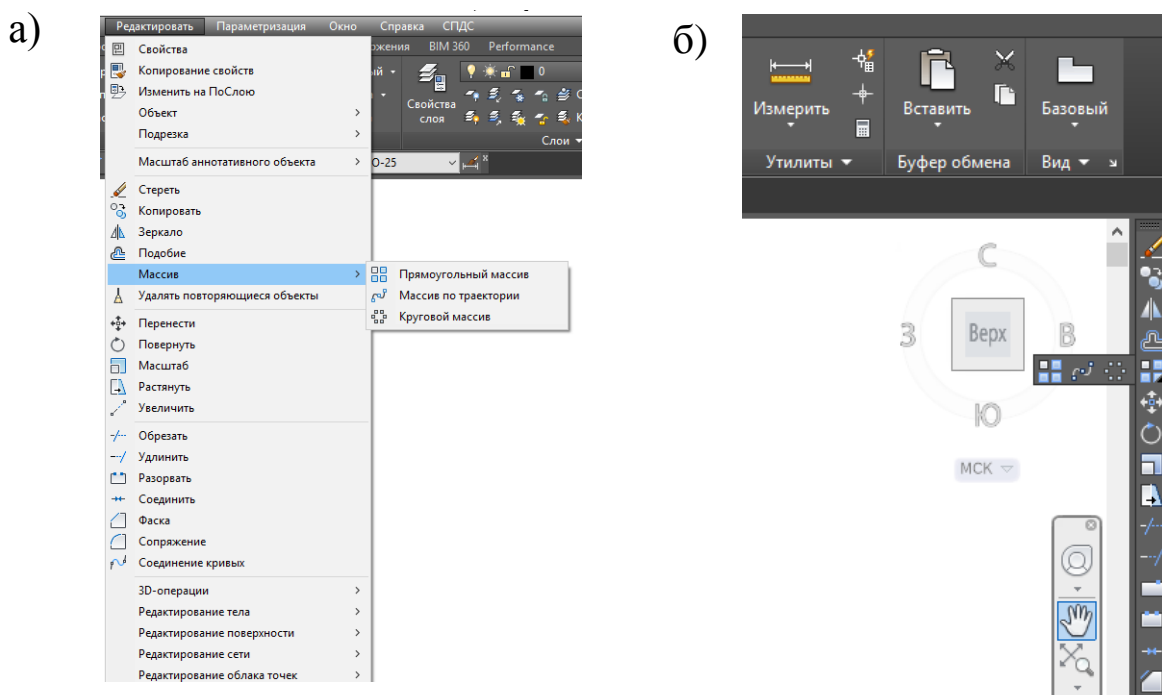 а)
Редактировать Параметризация Окно Справка СПДС
BIM 360 Performance
Свойства
Копирование свойств
Изменить на ПоСлою
Объект
Подрезка
Масштаб аннотативного объекта
Стереть
Копировать
Зеркало
Подобие
Массив
Удалять повторяющиеся объекты
Перенести
Повернуть
Масштаб
Растянуть
Увеличить
Обрезать
Удлинить
Разорвать
Соединить
Фаска
Сопряжение
Соединение кривых
3D-операции
Редактирование тела
Редактирование поверхности
Редактирование сети
Редактирование облака точек
Прямоугольный массив
Массив по траектории
Круговой массив
0
Свойства
слоя
Слои
O-25
б)
Измерить
Вставить
Базовый
Утилиты
Буфер обмена
Вид
С
З
Верх
В
Ю
МСК